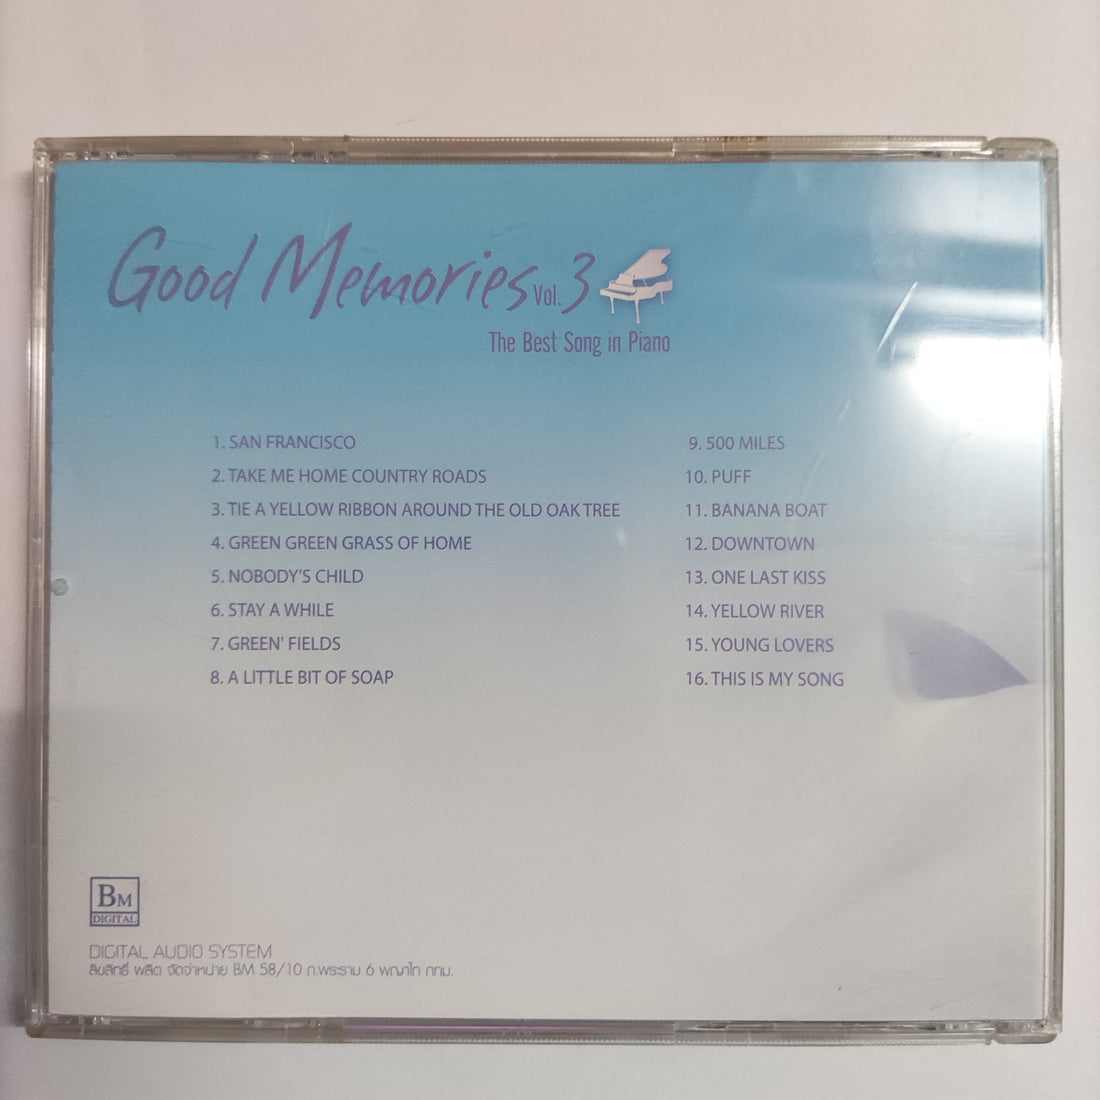 Good Memories Vol. 3
The Best Song in Piano
1. SAN FRANCISCO
2. TAKE ME HOME COUNTRY ROADS
3. TIE A YELLOW RIBBON AROUND THE OLD OAK TREE
4. GREEN GREEN GRASS OF HOME
5. NOBODY'S CHILD
6. STAY A WHILE
7. GREEN' FIELDS
8. A LITTLE BIT OF SOAP
9. 500 MILES
10. PUFF
11. BANANA BOAT
12. DOWNTOWN
13. ONE LAST KISS
14. YELLOW RIVER
15. YOUNG LOVERS
16. THIS IS MY SONG
BM
DIGITAL
DIGITAL AUDIO SYSTEM
ลิขสิทธิ์ ผลิต จัดจำหน่าย BM 58/10 ถ.พระราม 6 พญาไท กทม.